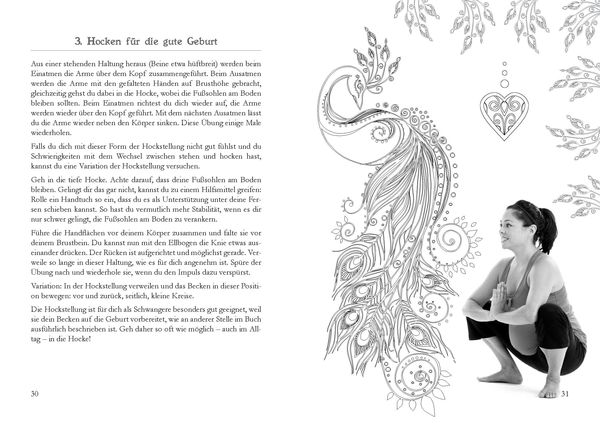 3. Hocken für die gute Geburt
Aus einer stehenden Haltung heraus (Beine etwa hüftbreit) werden beim
Einatmen die Arme über dem Kopf zusammengeführt. Beim Ausatmen
werden die Arme mit den gefalteten Händen auf Brusthöhe gebracht,
gleichzeitig gehst du dabei in die Hocke, wobei die Fußsohlen am Boden
bleiben sollten. Beim Einatmen richtest du dich wieder auf, die Arme
werden wieder über den Kopf geführt. Mit dem nächsten Ausatmen lässt
du die Arme wieder neben den Körper sinken. Diese Übung einige Male
wiederholen.
Falls du dich mit dieser Form der Hockstellung nicht gut fühlst und du
Schwierigkeiten mit dem Wechsel zwischen stehen und hocken hast,
kannst du eine Variation der Hockstellung versuchen.
Geh in die tiefe Hocke. Achte darauf, dass deine Fußsohlen am Boden
bleiben. Gelingt dir das gar nicht, kannst du zu einem Hilfsmittel greifen:
Rolle ein Handtuch so ein, dass du es als Unterstützung unter deine Fer-
sen schieben kannst. So hast du vermutlich mehr Stabilität, wenn es dir
nur schwer gelingt, die Fußsohlen am Boden zu verankern.
Führe die Handflächen vor deinem Körper zusammen und falte sie vor
deinem Brustbein. Du kannst nun mit den Ellbogen die Knie etwas aus-
einander drücken. Der Rücken ist aufgerichtet und möglichst gerade. Ver-
weile so lange in dieser Haltung, wie es für dich angenehm ist. Spüre der
Übung nach und wiederhole sie, wenn du den Impuls dazu verspürst.
Variation: In der Hockstellung verweilen und das Becken in dieser Positi-
on bewegen: vor und zurück, seitlich, kleine Kreise.
Die Hockstellung ist für dich als Schwangere besonders gut geeignet, weil
sie dein Becken auf die Geburt vorbereitet, wie an anderer Stelle im Buch
ausführlich beschrieben ist. Geh daher so oft wie möglich – auch im All-
tag – in die Hocke!
30
31